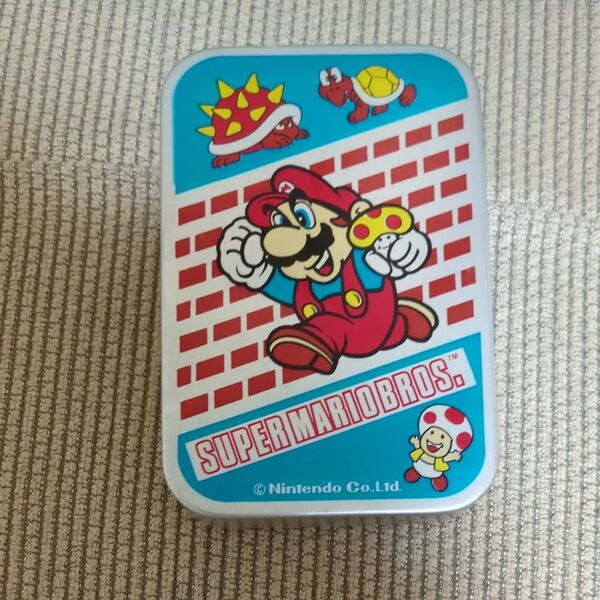 M
SUPER MARIO BROS.™
© Nintendo Co.,Ltd.